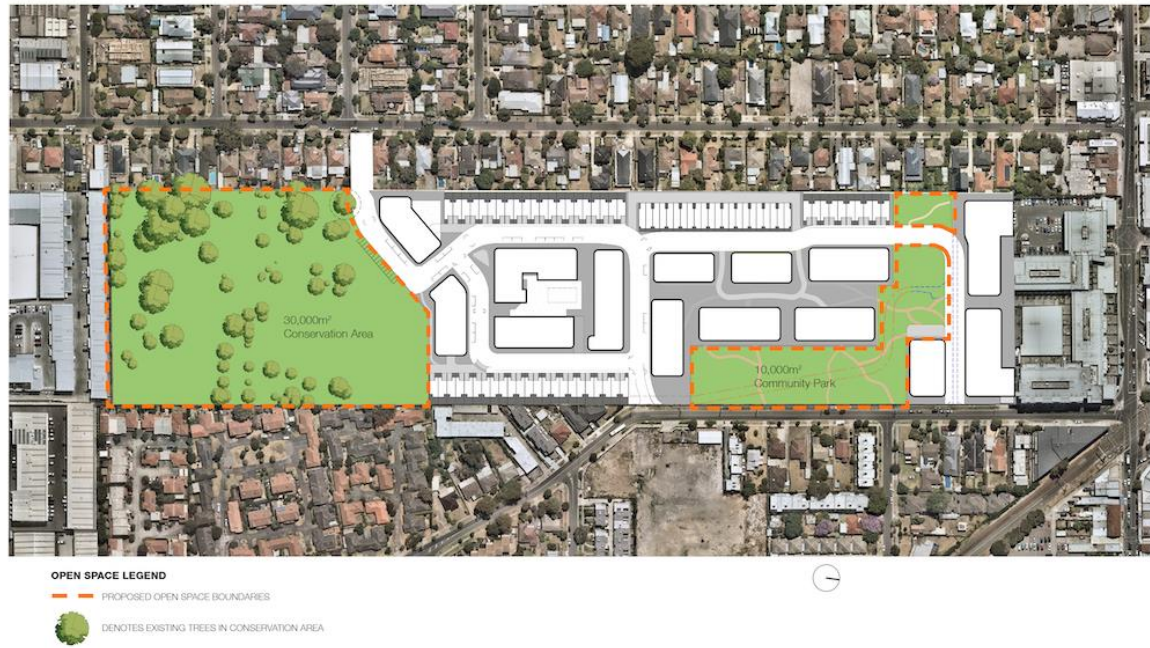 30,000m²
Conservation Area
10,000m²
Community Park
OPEN SPACE LEGEND
PROPOSED OPEN SPACE BOUNDARIES
DENOTES EXISTING TREES IN CONSERVATION AREA